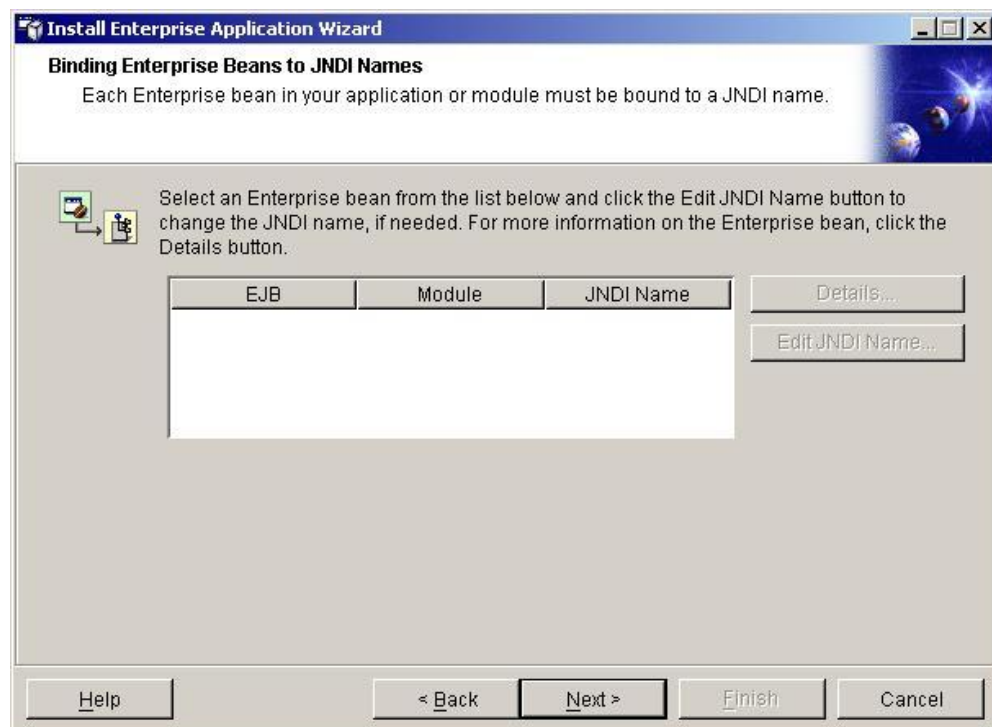 Install Enterprise Application Wizard
Binding Enterprise Beans to JNDI Names
Each Enterprise bean in your application or module must be bound to a JNDI name.
Select an Enterprise bean from the list below and click the Edit JNDI Name button to
change the JNDI name, if needed. For more information on the Enterprise bean, click the
Details button.
EJB Module JNDI Name
Details...
Edit JNDI Name...
Help < Back Next > Finish Cancel